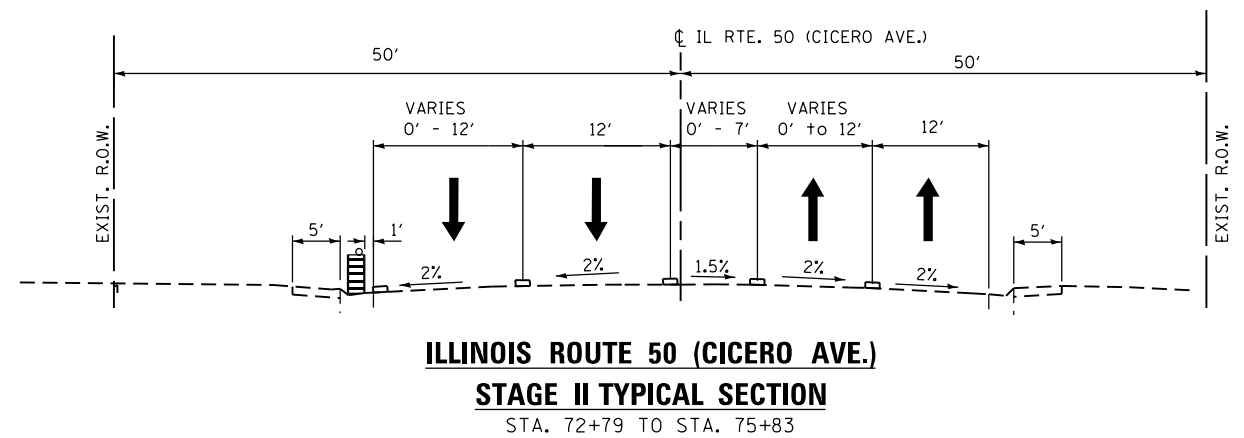 ℄ IL RTE. 50 (CICERO AVE.)
50'
50'
VARIES
0' - 12'
12'
VARIES
0' - 7'
VARIES
0' to 12'
12'
EXIST. R.O.W.
EXIST. R.O.W.
5'
1'
5'
2%
2%
1.5%
2%
2%
ILLINOIS ROUTE 50 (CICERO AVE.)
STAGE II TYPICAL SECTION
STA. 72+79 TO STA. 75+83